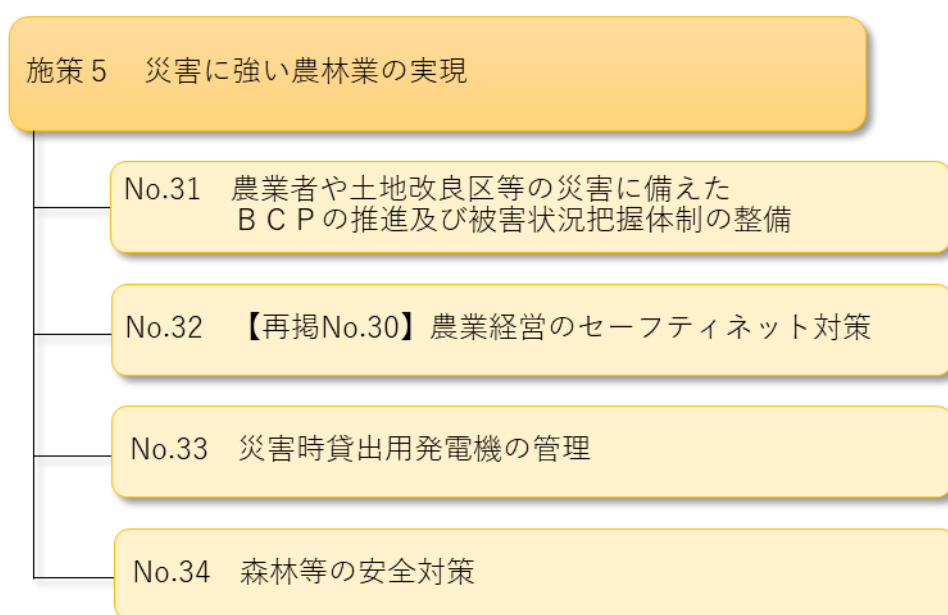 施策５　災害に強い農林業の実現
No.31　農業者や土地改良区等の災害に備えた
ＢＣＰの推進及び被害状況把握体制の整備
No.32　【再掲No.30】農業経営のセーフティネット対策
No.33　災害時貸出用発電機の管理
No.34　森林等の安全対策